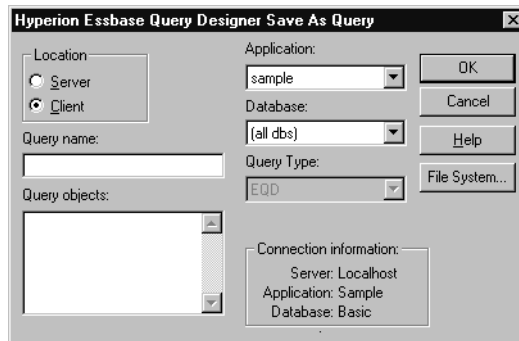 Hyperion Essbase Query Designer Save As Query
Location
Server
Client
Query name:
Query objects:
Application:
sample
Database:
(all dbs)
Query Type:
EQD
Connection information:
Server: Localhost
Application: Sample
Database: Basic
OK
Cancel
Help
File System...